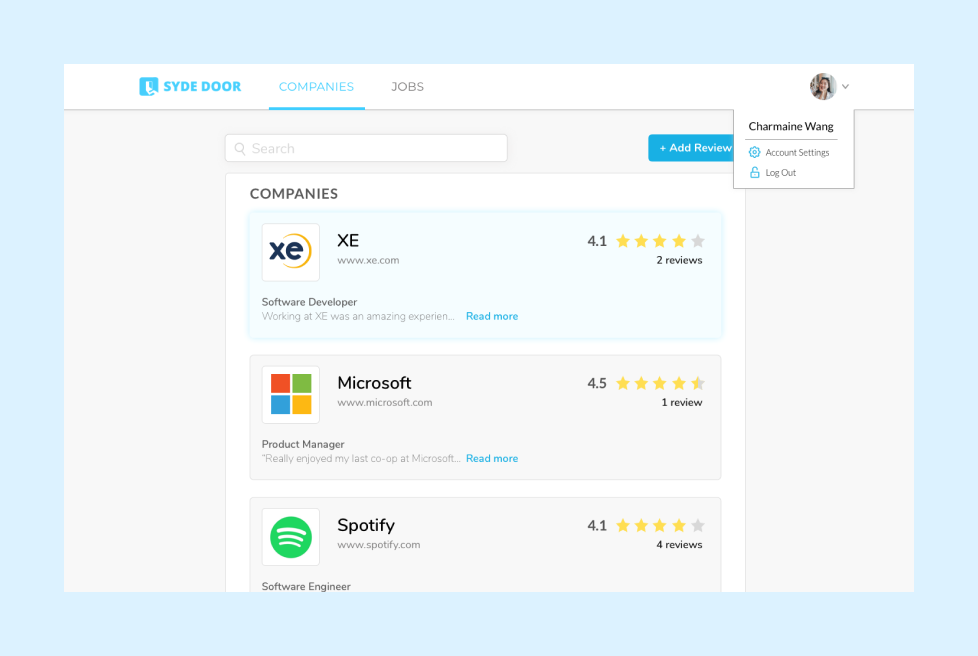 SYDE DOOR
COMPANIES
JOBS
Charmaine Wang
Account Settings
Log Out
Search
+ Add Review
COMPANIES
xe
XE
www.xe.com
4.1
2 reviews
Software Developer
Working at XE was an amazing experien... Read more
Microsoft
www.microsoft.com
4.5
1 review
Product Manager
"Really enjoyed my last co-op at Microsoft... Read more
Spotify
www.spotify.com
4.1
4 reviews
Software Engineer